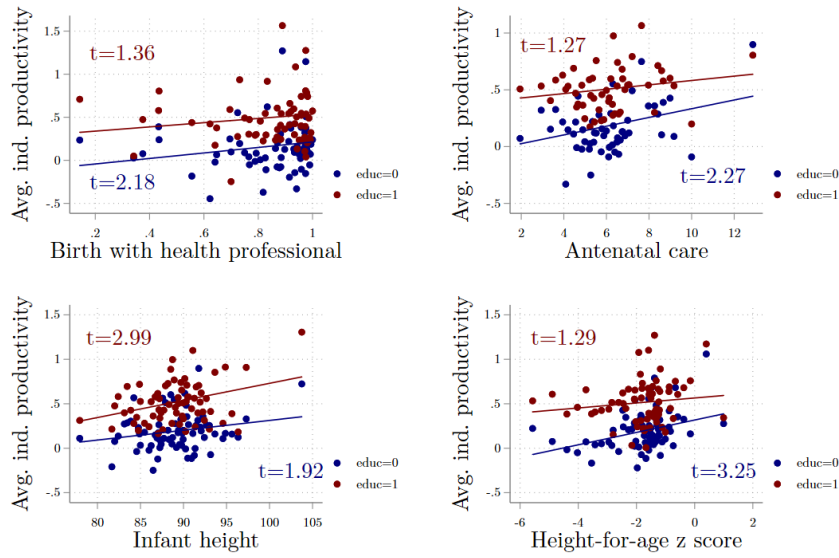 Avg. ind. productivity
1.5
1
.5
0
-.5
t=1.36
t=2.18
.2 .4 .6 .8 1
Birth with health professional
educ=0
educ=1
Avg. ind. productivity
1
.5
0
-.5
t=1.27
t=2.27
2 4 6 8 10 12
Antenatal care
educ=0
educ=1
Avg. ind. productivity
1.5
1
.5
0
-.5
t=2.99
t=1.92
80 85 90 95 100 105
Infant height
educ=0
educ=1
Avg. ind. productivity
1.5
1
.5
0
-.5
t=1.29
t=3.25
-6 -4 -2 0 2
Height-for-age z score
educ=0
educ=1